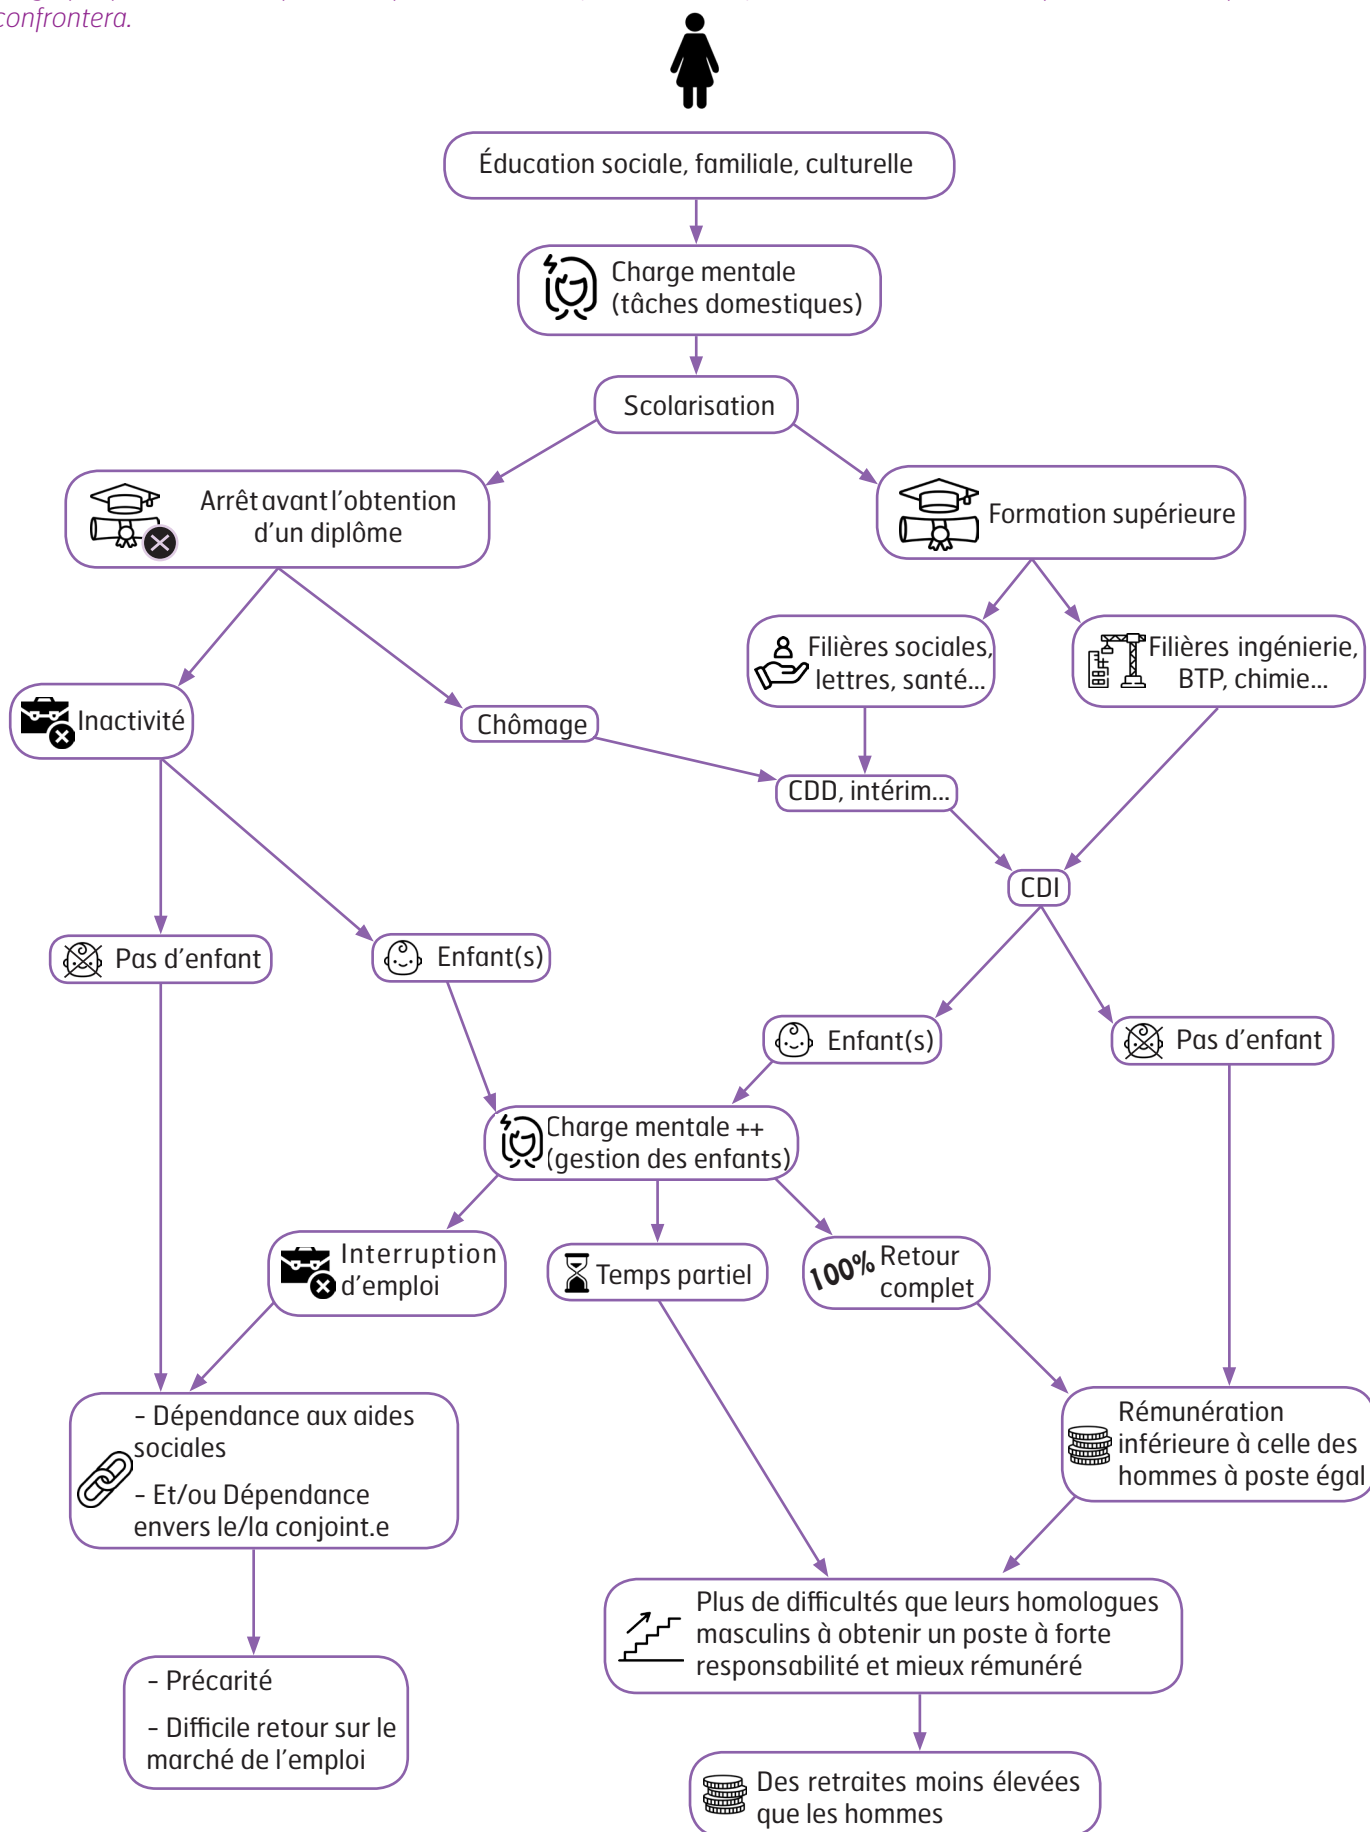 confrontera.
Éducation sociale, familiale, culturelle
Charge mentale
(tâches domestiques)
Scolarisation
Arrêt avant l'obtention
d'un diplôme
Formation supérieure
Filières sociales,
lettres, santé...
Filières ingénierie,
BTP, chimie...
Inactivité
Chômage
CDD, intérim...
CDI
Pas d'enfant
Enfant(s)
Enfant(s)
Pas d'enfant
Charge mentale ++
(gestion des enfants)
Interruption
d'emploi
Temps partiel
100% Retour
complet
- Dépendance aux aides
sociales
- Et/ou Dépendance
envers le/la conjoint.e
Rémunération
inférieure à celle des
hommes à poste égal
Plus de difficultés que leurs homologues
masculins à obtenir un poste à forte
responsabilité et mieux rémunéré
- Précarité
- Difficile retour sur le
marché de l'emploi
Des retraites moins élevées
que les hommes